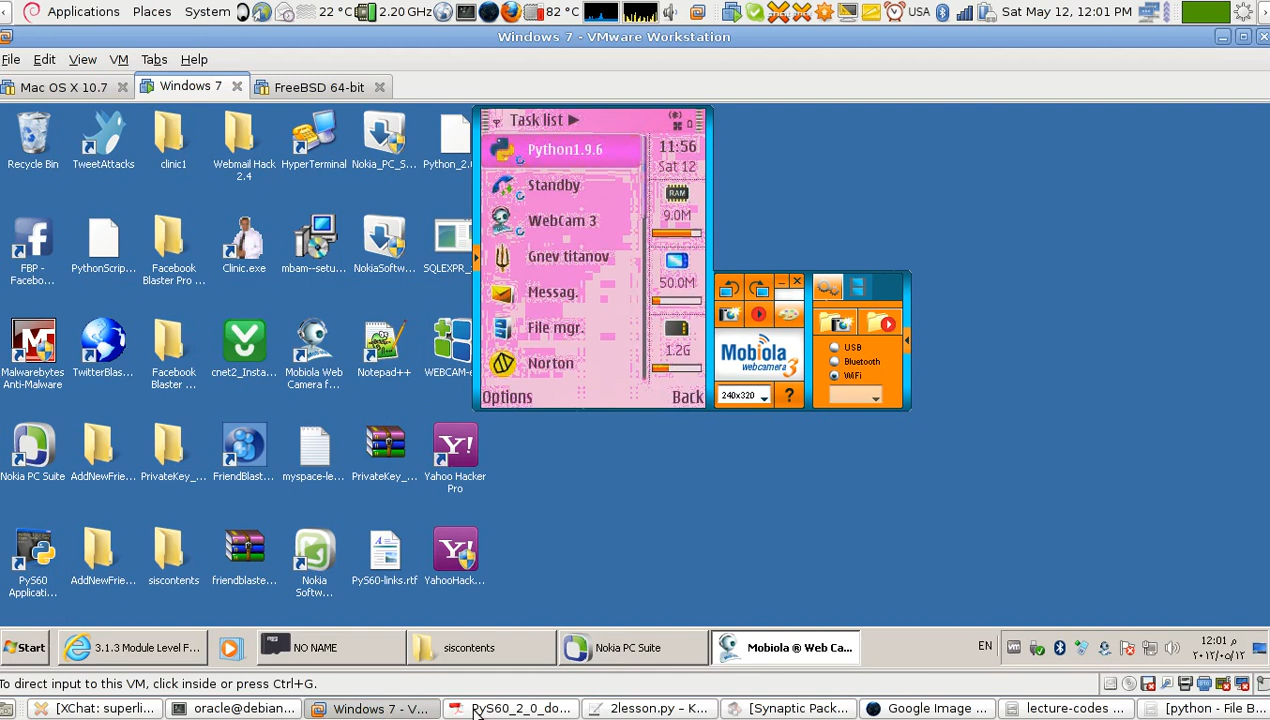 Applications Places System 22 °C 2.20 GHz 82 °C USA Sat May 12, 12:01 PM
Windows 7 - VMware Workstation
File Edit View VM Tabs Help
Mac OS X 10.7 Windows 7 FreeBSD 64-bit
Recycle Bin TweetAttacks clinic1 Webmail Hack 2.4 HyperTerminal Nokia_PC_S... Python_2.
FBP - Facebo... PythonScrip... Facebook Blaster Pro ... Clinic.exe mbam--setu... NokiaSoftw... SQLEXPR_
Malwarebytes Anti-Malware TwitterBlas... Facebook Blaster ... cnet2_Insta... Mobiola Web Camera f... Notepad++ WEBCAM-e
Nokia PC Suite AddNewFrie... PrivateKey_... FriendBlast... myspace-le... PrivateKey_... Yahoo Hacker Pro
PyS60 Applicati... AddNewFrie... siscontents friendblaste... Nokia Softw... PyS60-links.rtf YahooHack...
Task list
Python1.9.6
Standby
WebCam 3
Gnev titanov
Messag.
File mgr.
Norton
Options Back
11:56
Sat 12
RAM
9.0M
50.0M
1.2G
Mobiola
webcamera 3
240x320 ?
USB
Bluetooth
WiFi
Start 3.1.3 Module Level F... NO NAME siscontents Nokia PC Suite Mobiola ® Web Ca... EN 12:01 م
٢٠١٢/٠٥/١٢
To direct input to this VM, click inside or press Ctrl+G.
[XChat: superli... oracle@debian... Windows 7 - V... PyS60_2_0_do... 2lesson.py – K... [Synaptic Pack... Google Image ... lecture-codes [python - File B...